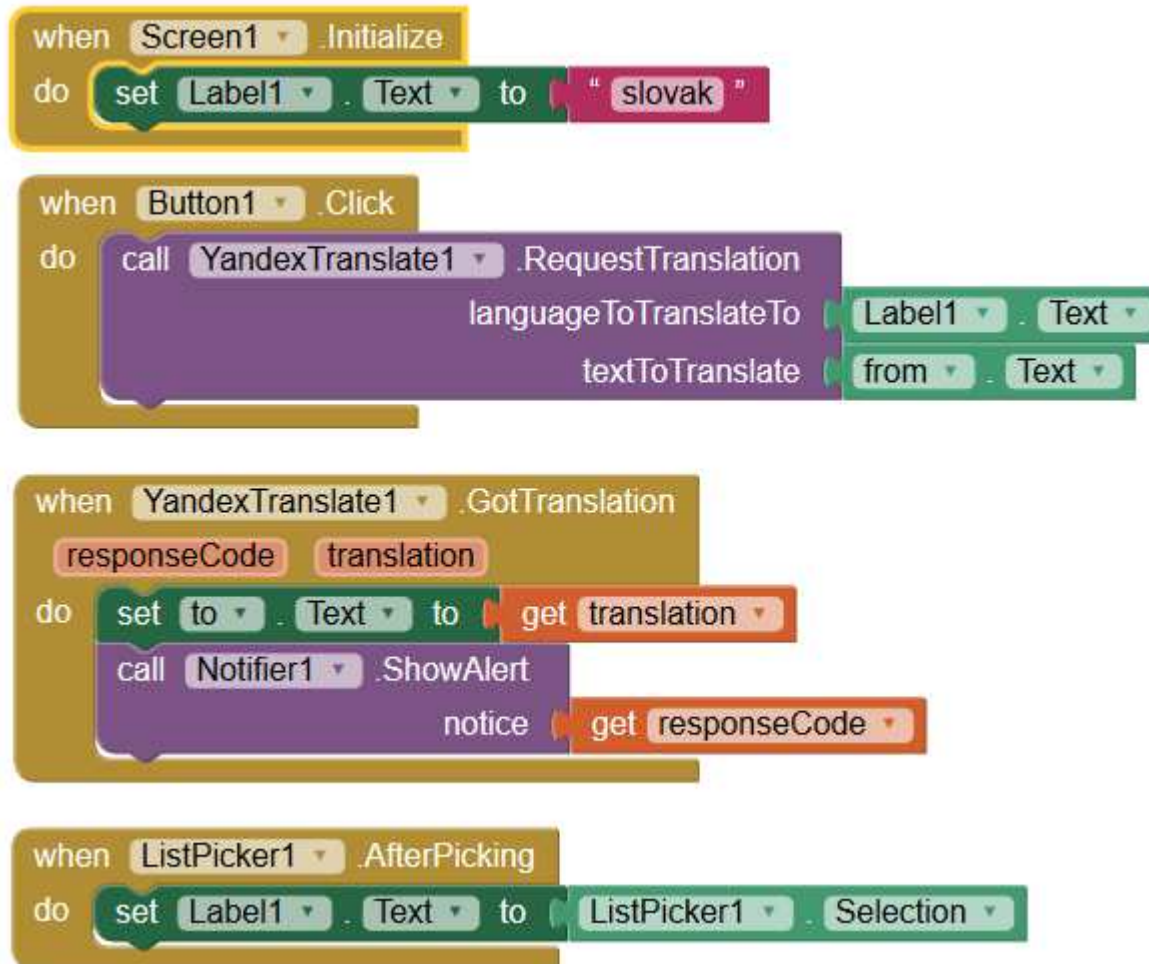 when Screen1 .Initialize
do set Label1 . Text to “ slovak ”
when Button1 .Click
do call YandexTranslate1 .RequestTranslation
languageToTranslateTo Label1 . Text
textToTranslate from . Text
when YandexTranslate1 .GotTranslation
responseCode translation
do set to . Text to get translation
call Notifier1 .ShowAlert
notice get responseCode
when ListPicker1 .AfterPicking
do set Label1 . Text to ListPicker1 . Selection